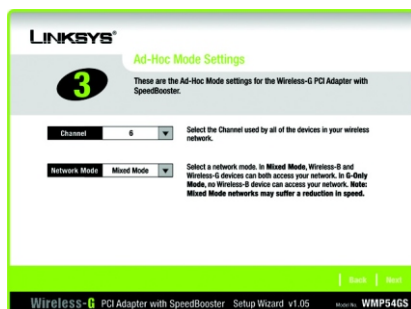 LINKSYS®
Ad-Hoc Mode Settings
3
These are the Ad-Hoc Mode settings for the Wireless-G PCI Adapter with
SpeedBooster.
Channel 6
Select the Channel used by all of the devices in your wireless
network.
Network Mode Mixed Mode
Select a network mode. In Mixed Mode, Wireless-B and
Wireless-G devices can both access your network. In G-Only
Mode, no Wireless-B device can access your network. Note:
Mixed Mode networks may suffer a reduction in speed.
Back Next
Wireless-G PCI Adapter with SpeedBooster Setup Wizard v1.05 Model No. WMP54GS